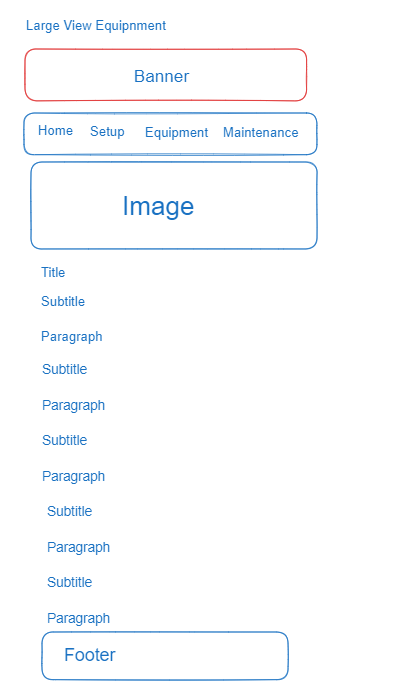 Large View Equipnment
Banner
Home Setup Equipment Maintenance
Image
Title
Subtitle
Paragraph
Subtitle
Paragraph
Subtitle
Paragraph
Subtitle
Paragraph
Subtitle
Paragraph
Footer